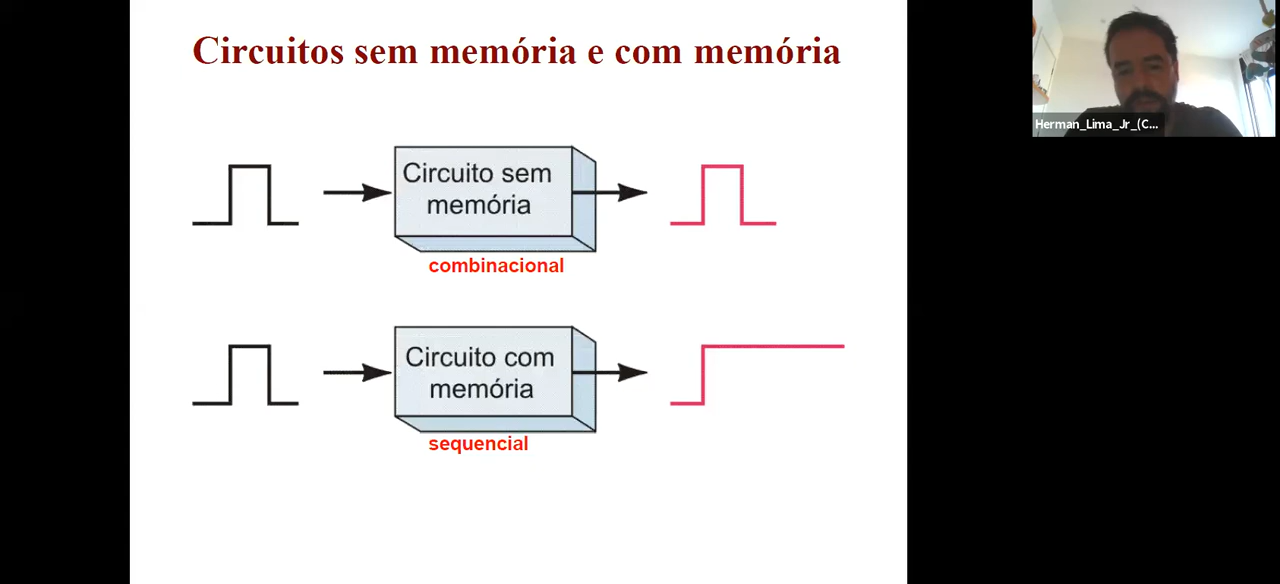 Circuitos sem memória e com memória
Herman_Lima_Jr_(C...
Circuito sem
memória
combinacional
Circuito com
memória
sequencial